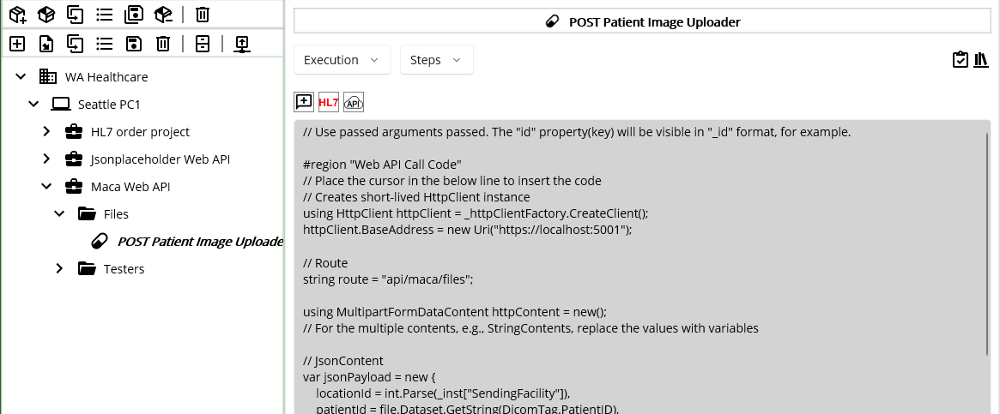 POST Patient Image Uploader
Execution
Steps
WA Healthcare
Seattle PC1
HL7 order project
Jsonplaceholder Web API
Maca Web API
Files
POST Patient Image Uploade
Testers
HL7
API
// Use passed arguments passed. The "id" property(key) will be visible in "_id" format, for example.
#region "Web API Call Code"
// Place the cursor in the below line to insert the code
// Creates short-lived HttpClient instance
using HttpClient httpClient = _httpClientFactory.CreateClient();
httpClient.BaseAddress = new Uri("https://localhost:5001");
// Route
string route = "api/maca/files";
using MultipartFormDataContent httpContent = new();
// For the multiple contents, e.g., StringContents, replace the values with variables
// JsonContent
var jsonPayload = new {
locationId = int.Parse(_inst["SendingFacility"]),
patientId = file.Dataset.GetString(DicomTag.PatientID),